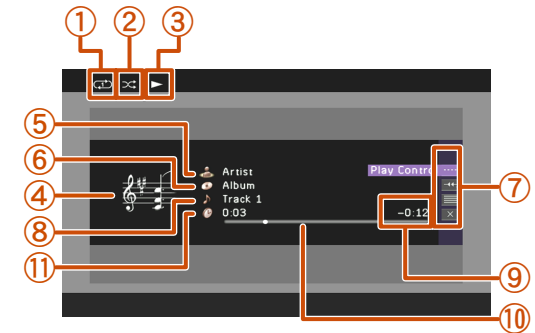 ① ② ③
⑤ Artist Play Control
⑥ Album ⑦
④
⑧ Track 1
⑪ 0:03 -0:12
⑨
⑩